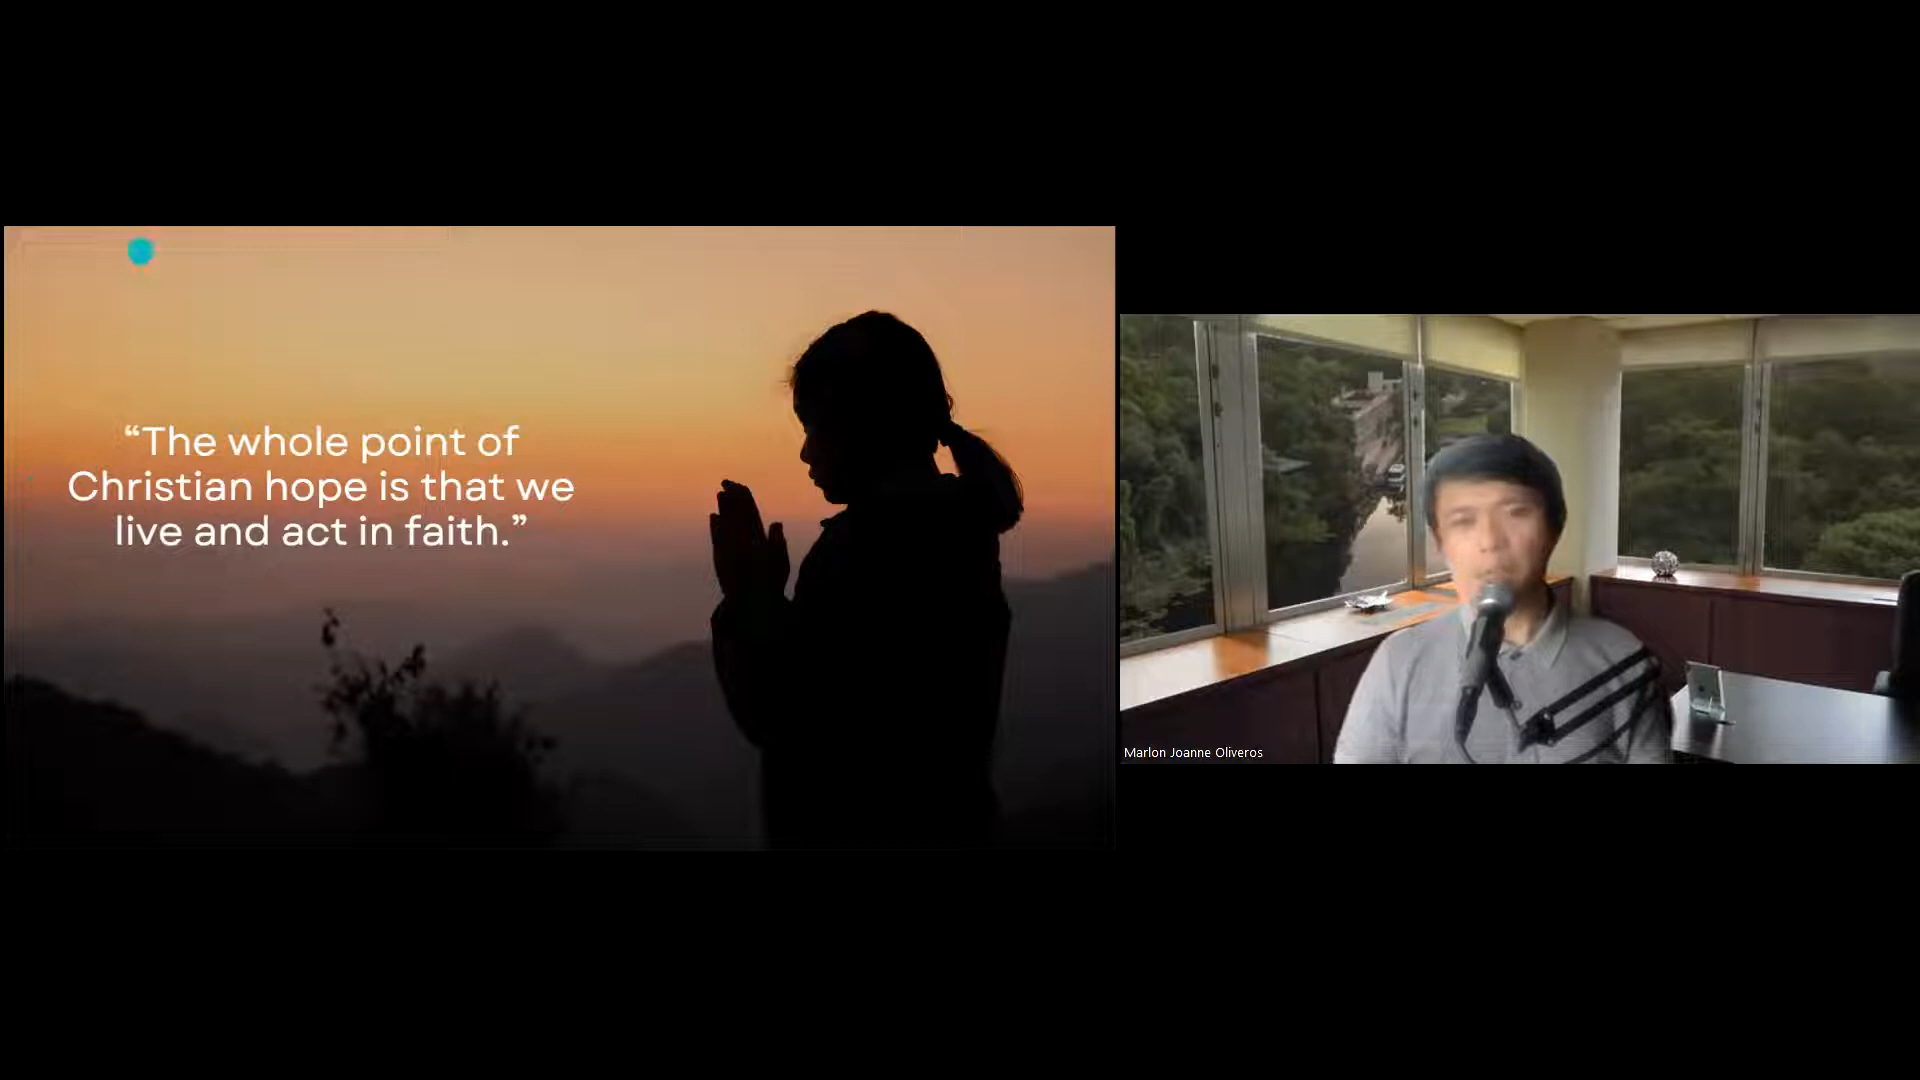 “The whole point of
Christian hope is that we
live and act in faith.”
Marlon Joanne Oliveros